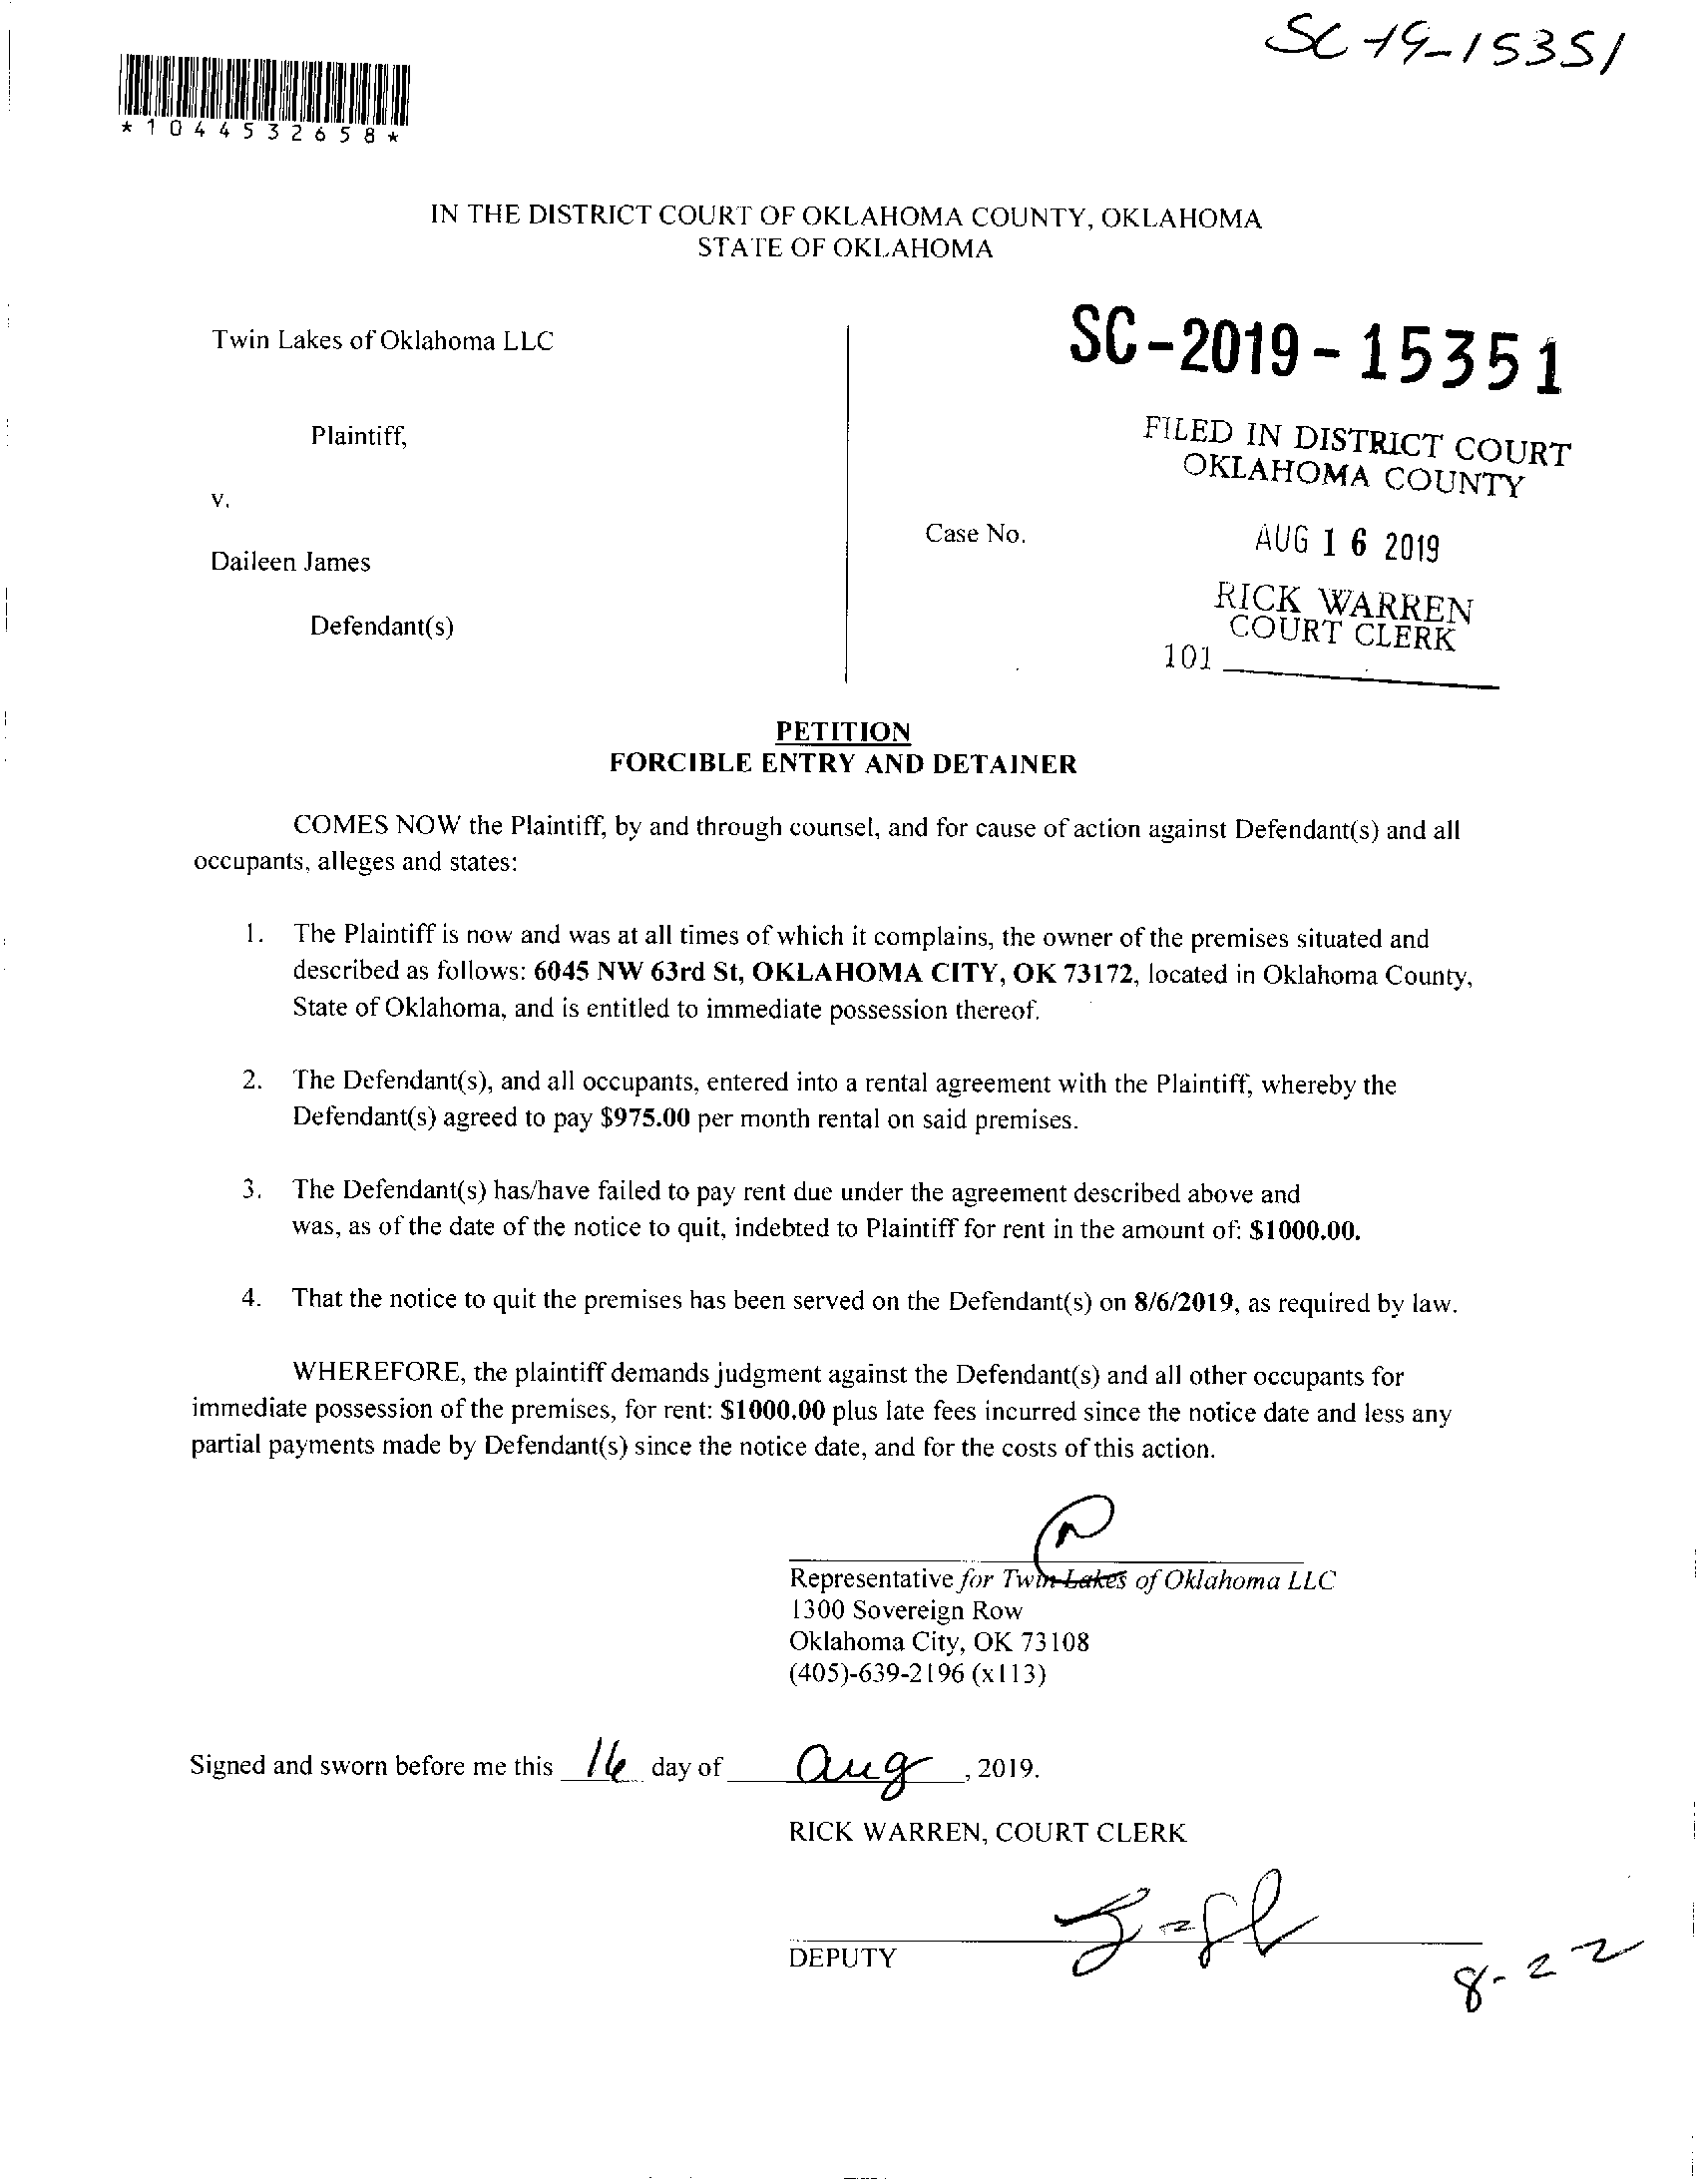 SC-19-15351
*1044532658*
IN THE DISTRICT COURT OF OKLAHOMA COUNTY, OKLAHOMA
STATE OF OKLAHOMA
Twin Lakes of Oklahoma LLC
Plaintiff,
v.
Daileen James
Defendant(s)
SC-2019-15351
FILED IN DISTRICT COURT
OKLAHOMA COUNTY
Case No.
AUG 16 2019
RICK WARREN
COURT CLERK
101
PETITION
FORCIBLE ENTRY AND DETAINER
COMES NOW the Plaintiff, by and through counsel, and for cause of action against Defendant(s) and all
occupants, alleges and states:
1. The Plaintiff is now and was at all times of which it complains, the owner of the premises situated and
described as follows: 6045 NW 63rd St, OKLAHOMA CITY, OK 73172, located in Oklahoma County,
State of Oklahoma, and is entitled to immediate possession thereof.
2. The Defendant(s), and all occupants, entered into a rental agreement with the Plaintiff, whereby the
Defendant(s) agreed to pay $975.00 per month rental on said premises.
3. The Defendant(s) has/have failed to pay rent due under the agreement described above and
was, as of the date of the notice to quit, indebted to Plaintiff for rent in the amount of: $1000.00.
4. That the notice to quit the premises has been served on the Defendant(s) on 8/6/2019, as required by law.
WHEREFORE, the plaintiff demands judgment against the Defendant(s) and all other occupants for
immediate possession of the premises, for rent: $1000.00 plus late fees incurred since the notice date and less any
partial payments made by Defendant(s) since the notice date, and for the costs of this action.
Representative for Twin Lakes of Oklahoma LLC
1300 Sovereign Row
Oklahoma City, OK 73108
(405)-639-2196 (x113)
Signed and sworn before me this 16 day of Aug, 2019.
RICK WARREN, COURT CLERK
DEPUTY
8-22